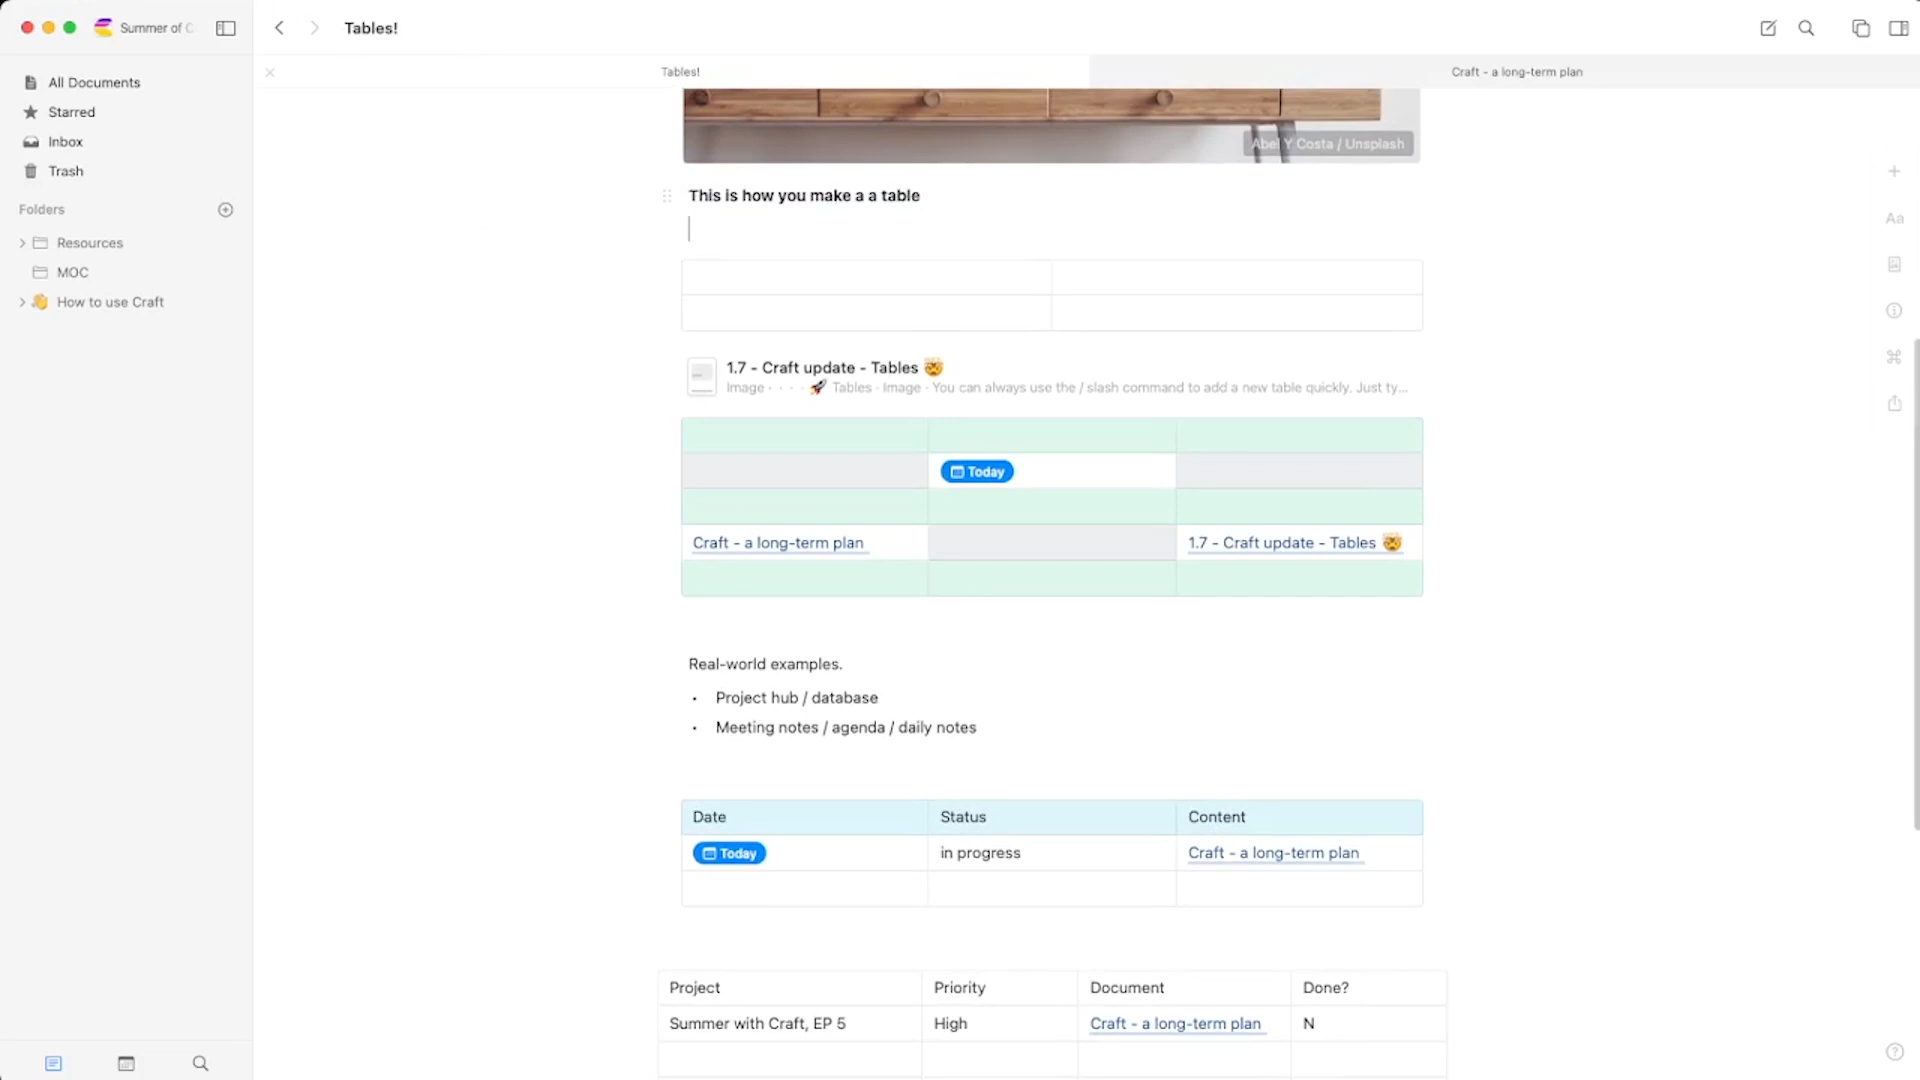 Summer of C
Tables!
Tables!
Craft - a long-term plan
All Documents
Starred
Inbox
Trash
Folders
Resources
MOC
How to use Craft
Abel Y Costa / Unsplash
This is how you make a a table
1.7 - Craft update - Tables 🤯
Image · · · · 🚀 Tables · Image · You can always use the / slash command to add a new table quickly. Just ty...
Today
Craft - a long-term plan
1.7 - Craft update - Tables 🤯
Real-world examples.
• Project hub / database
• Meeting notes / agenda / daily notes
Date Status Content
Today in progress Craft - a long-term plan
Project Priority Document Done?
Summer with Craft, EP 5 High Craft - a long-term plan N
Aa